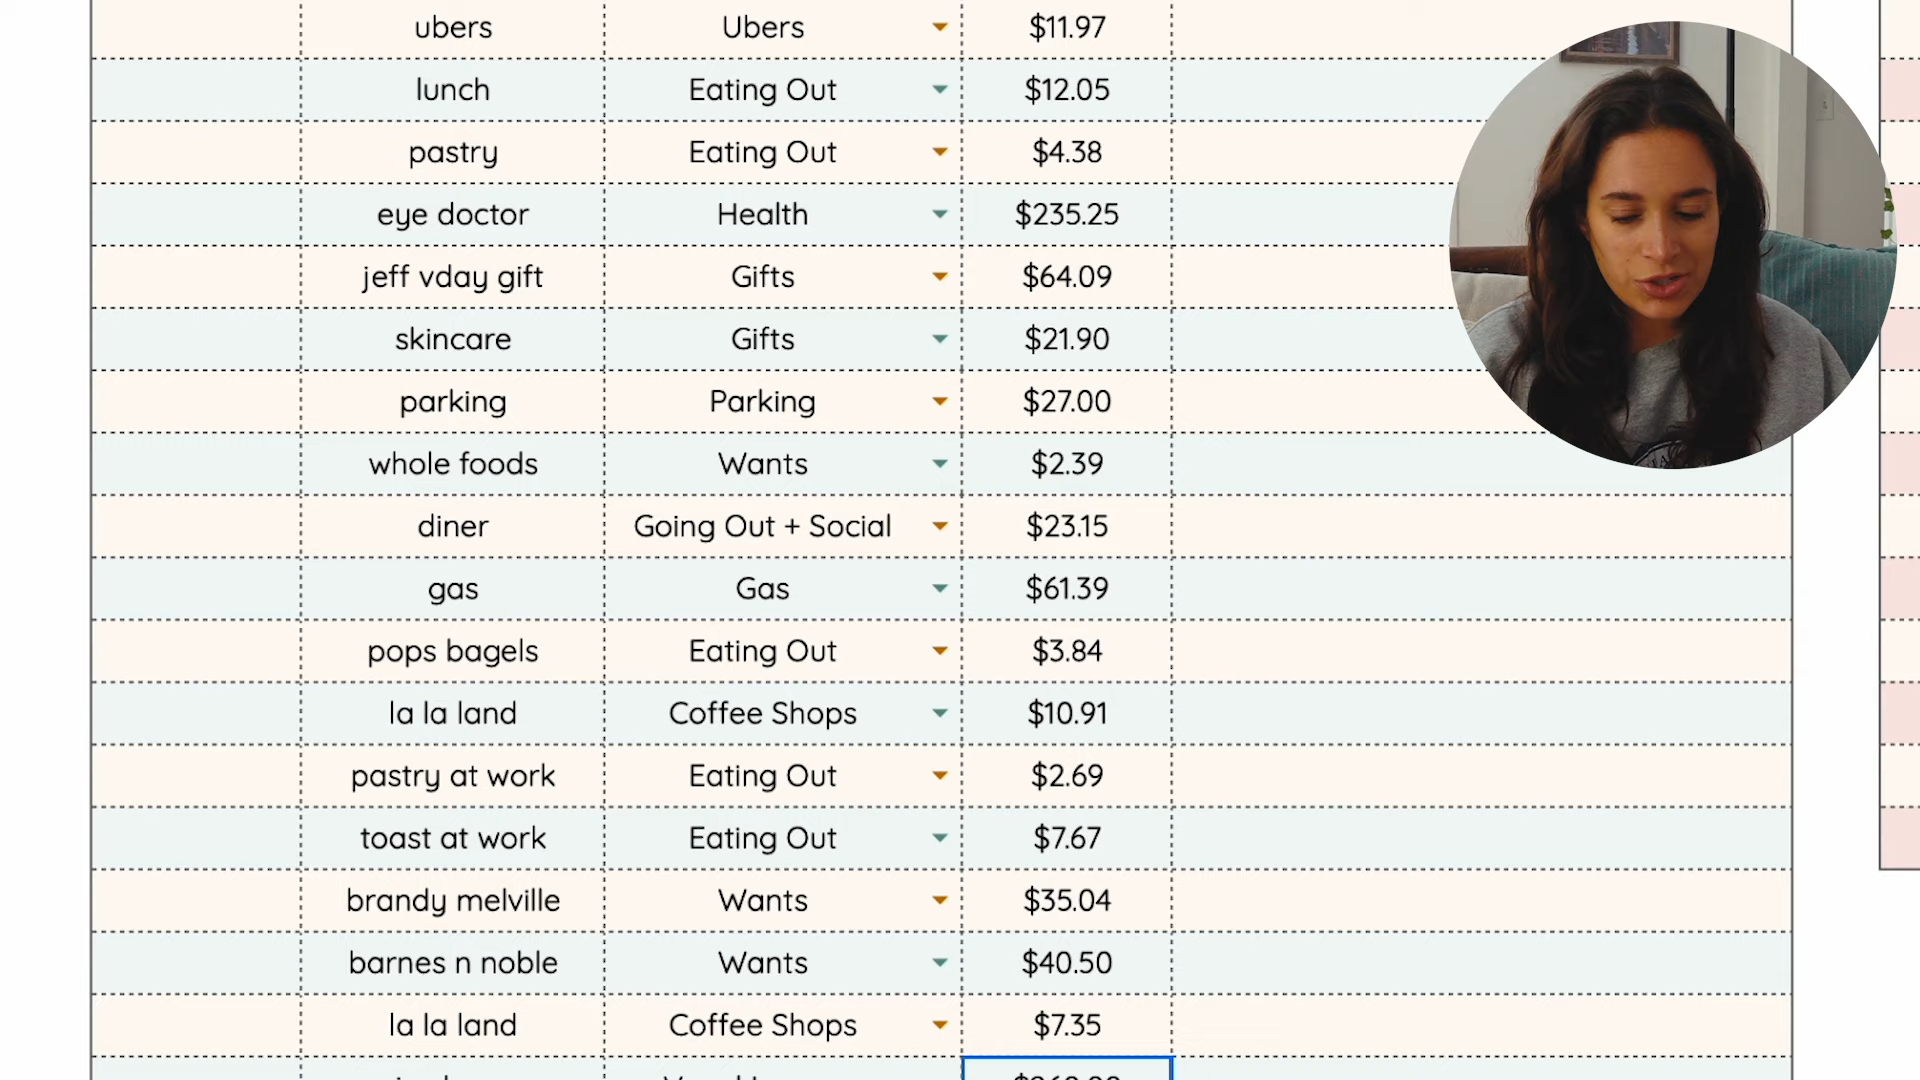 ubers Ubers $11.97
lunch Eating Out $12.05
pastry Eating Out $4.38
eye doctor Health $235.25
jeff vday gift Gifts $64.09
skincare Gifts $21.90
parking Parking $27.00
whole foods Wants $2.39
diner Going Out + Social $23.15
gas Gas $61.39
pops bagels Eating Out $3.84
la la land Coffee Shops $10.91
pastry at work Eating Out $2.69
toast at work Eating Out $7.67
brandy melville Wants $35.04
barnes n noble Wants $40.50
la la land Coffee Shops $7.35